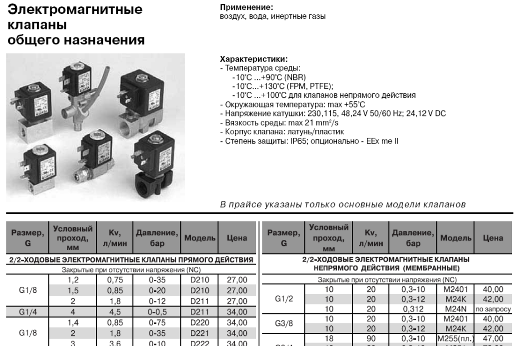 Электромагнитные
клапаны
общего назначения
Применение:
воздух, вода, инертные газы
Характеристики:
- Температура среды:
-10°C ...+90°C (NBR)
-10°C...+130°C (FPM, PTFE);
-10°C ...+100°C для клапанов непрямого действия
- Окружающая температура: max +55°C
- Напряжение катушки: 230,115, 48,24 V 50/60 Hz; 24,12 V DC
- Вязкость среды: max 21 mm²/s
- Корпус клапана: латунь/пластик
- Степень защиты: IP65; опционально - EEx me II
В прайсе указаны только основные модели клапанов
Размер, G Условный проход, мм Kv, л/мин Давление, бар Модель Цена
2/2-ХОДОВЫЕ ЭЛЕКТРОМАГНИТНЫЕ КЛАПАНЫ ПРЯМОГО ДЕЙСТВИЯ
Закрытые при отсутствии напряжения (NC)
G1/8 1,2 0,75 0-35 D210 27,00
1,5 0,85 0-20 D210 27,00
2 1,8 0-12 D211 27,00
G1/4 4 4,5 0-0,5 D211 34,00
G1/8 1,4 0,85 0-75 D220 34,00
2 1,8 0-35 D221 34,00
3 3,6 0-10 D222 34,00
Размер, G Условный проход, мм Kv, л/мин Давление, бар Модель Цена
2/2-ХОДОВЫЕ ЭЛЕКТРОМАГНИТНЫЕ КЛАПАНЫ
НЕПРЯМОГО ДЕЙСТВИЯ (МЕМБРАННЫЕ)
Закрытые при отсутствии напряжения (NC)
G1/2 10 20 0,3-10 M2401 40,00
10 20 0,3-12 M24K 42,00
10 20 0,312 M24N по запросу
G3/8 10 20 0,3-10 M2401 40,00
10 20 0,3-12 M24K 42,00
18 90 0,3-10 M255(пл.) 47,00